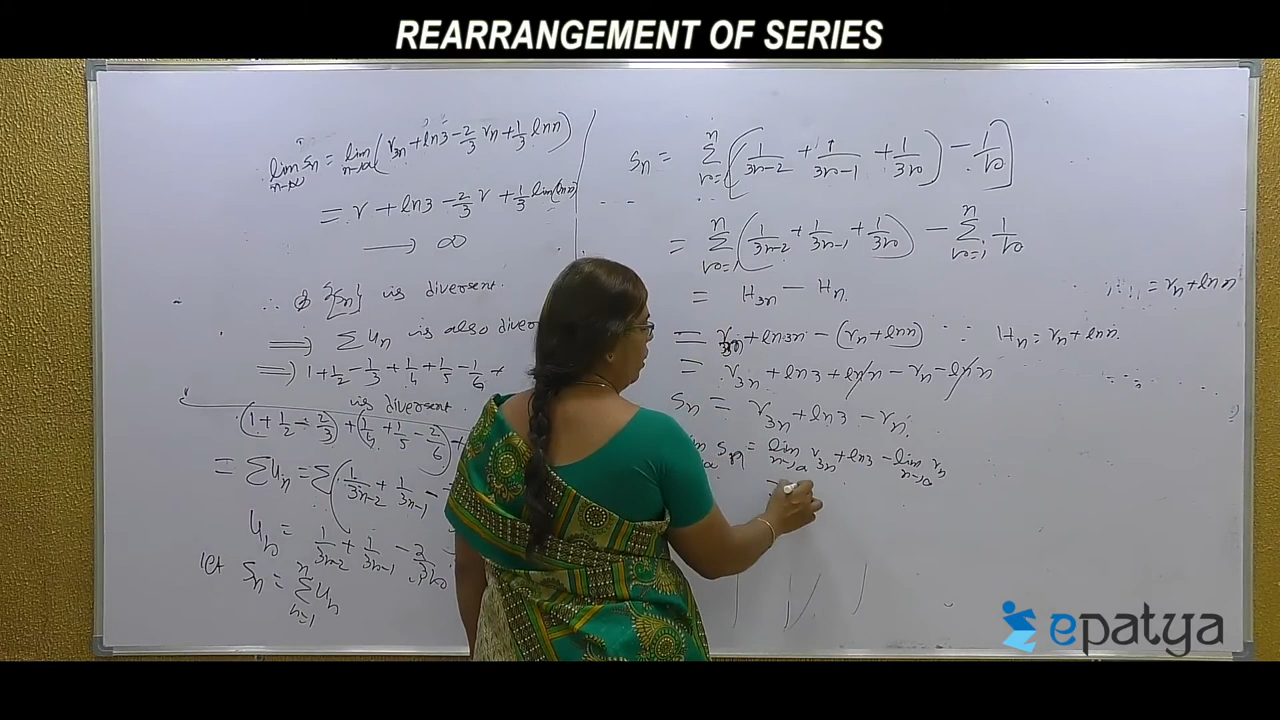 REARRANGEMENT OF SERIES
lim n→∞ Sn = lim n→∞ (γ3n + ln3 − 2/3 γn + 1/3 ln n)
= γ + ln3 − 2/3 γ + 1/3 lim(ln n)
→ ∞
∴ {Sn} is divergent.
⟹ Σ Un is also diver
⟹ 1 + 1/2 − 1/3 + 1/4 + 1/5 − 1/6 +
is divergent.
(1 + 1/2 − 2/3) + (1/4 + 1/5 − 2/6) +
= ΣUn = Σ(1/3n−2 + 1/3n−1 −
Un = 1/3n−2 + 1/3n−1 − 2/3n
let Sn = Σ n=1 n Un
Sn = Σ r=1 n (1/3r−2 + 1/3r−1 + 1/3r) − 1/r
= Σ r=1 n (1/3r−2 + 1/3r−1 + 1/3r) − Σ r=1 n 1/r
= H3n − Hn.
= γ3n + ln3n − (γn + ln n) ∵ Hn = γn + ln n.
= γn + ln n
= γ3n + ln3 + ln n − γn − ln n
Sn = γ3n + ln3 − γn.
Sn = lim n→∞ γ3n + ln3 − lim n→∞ γn
=
epatya